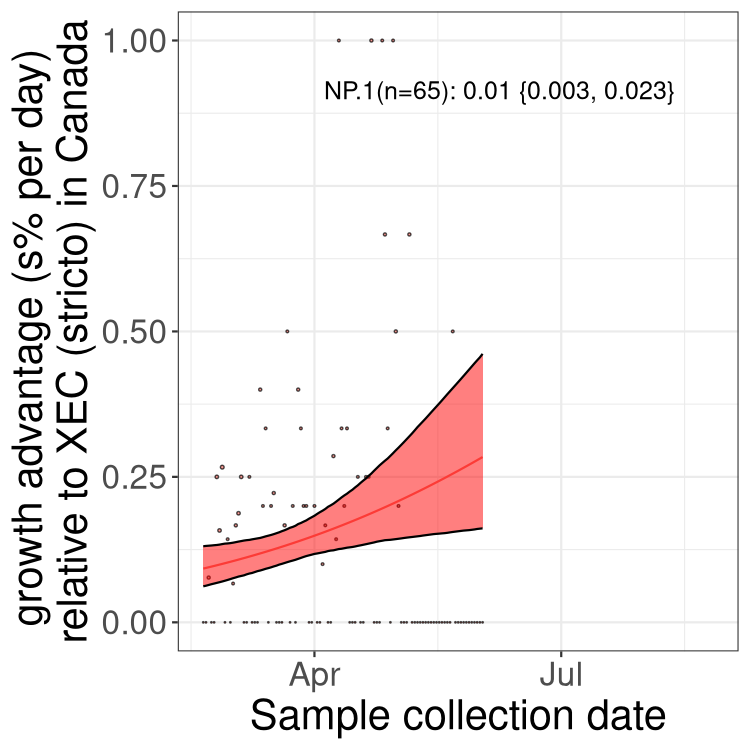 growth advantage (s% per day)
relative to XEC (stricto) in Canada
1.00
0.75
0.50
0.25
0.00
NP.1(n=65): 0.01 {0.003, 0.023}
Apr
Jul
Sample collection date